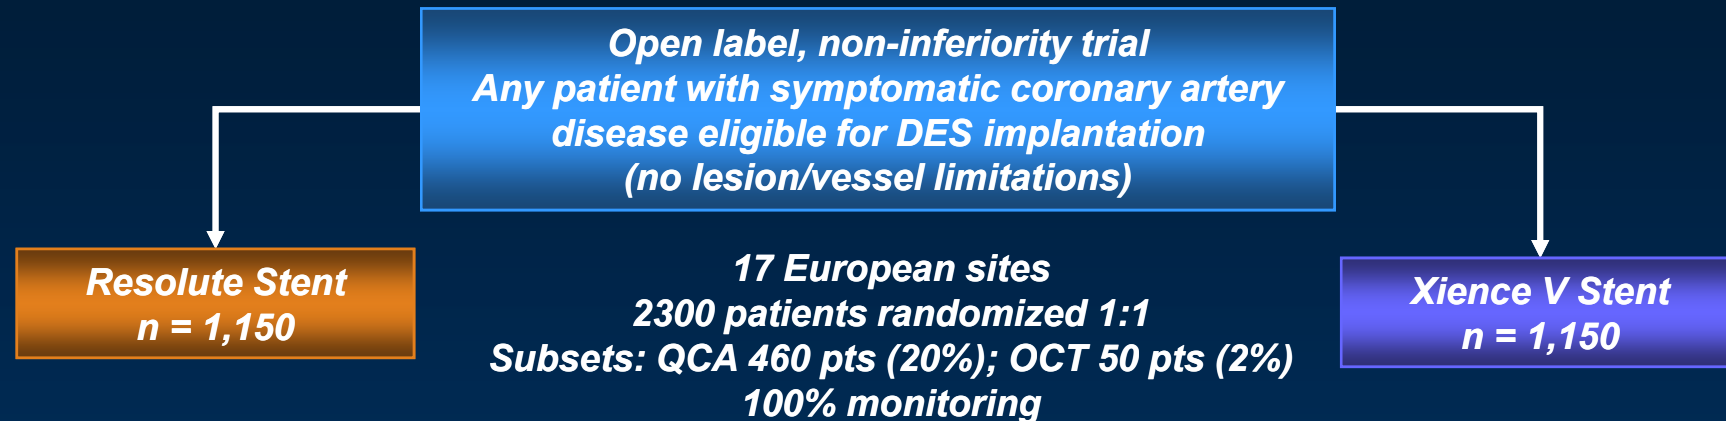 Open label, non-inferiority trial
Any patient with symptomatic coronary artery
disease eligible for DES implantation
(no lesion/vessel limitations)
Resolute Stent
n = 1,150
17 European sites
2300 patients randomized 1:1
Subsets: QCA 460 pts (20%); OCT 50 pts (2%)
100% monitoring
Xience V Stent
n = 1,150